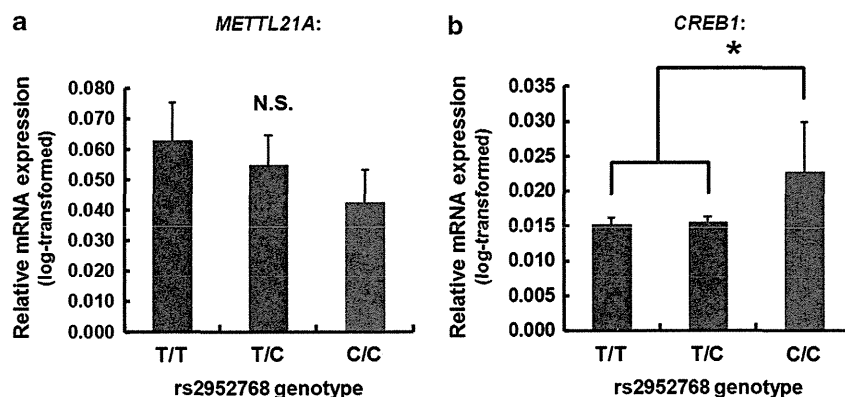 a
METTL21A:
Relative mRNA expression
(log-transformed)
0.080
0.070
0.060
0.050
0.040
0.030
0.020
0.010
0.000
N.S.
T/T T/C C/C
rs2952768 genotype
b
CREB1:
*
Relative mRNA expression
(log-transformed)
0.035
0.030
0.025
0.020
0.015
0.010
0.005
0.000
T/T T/C C/C
rs2952768 genotype